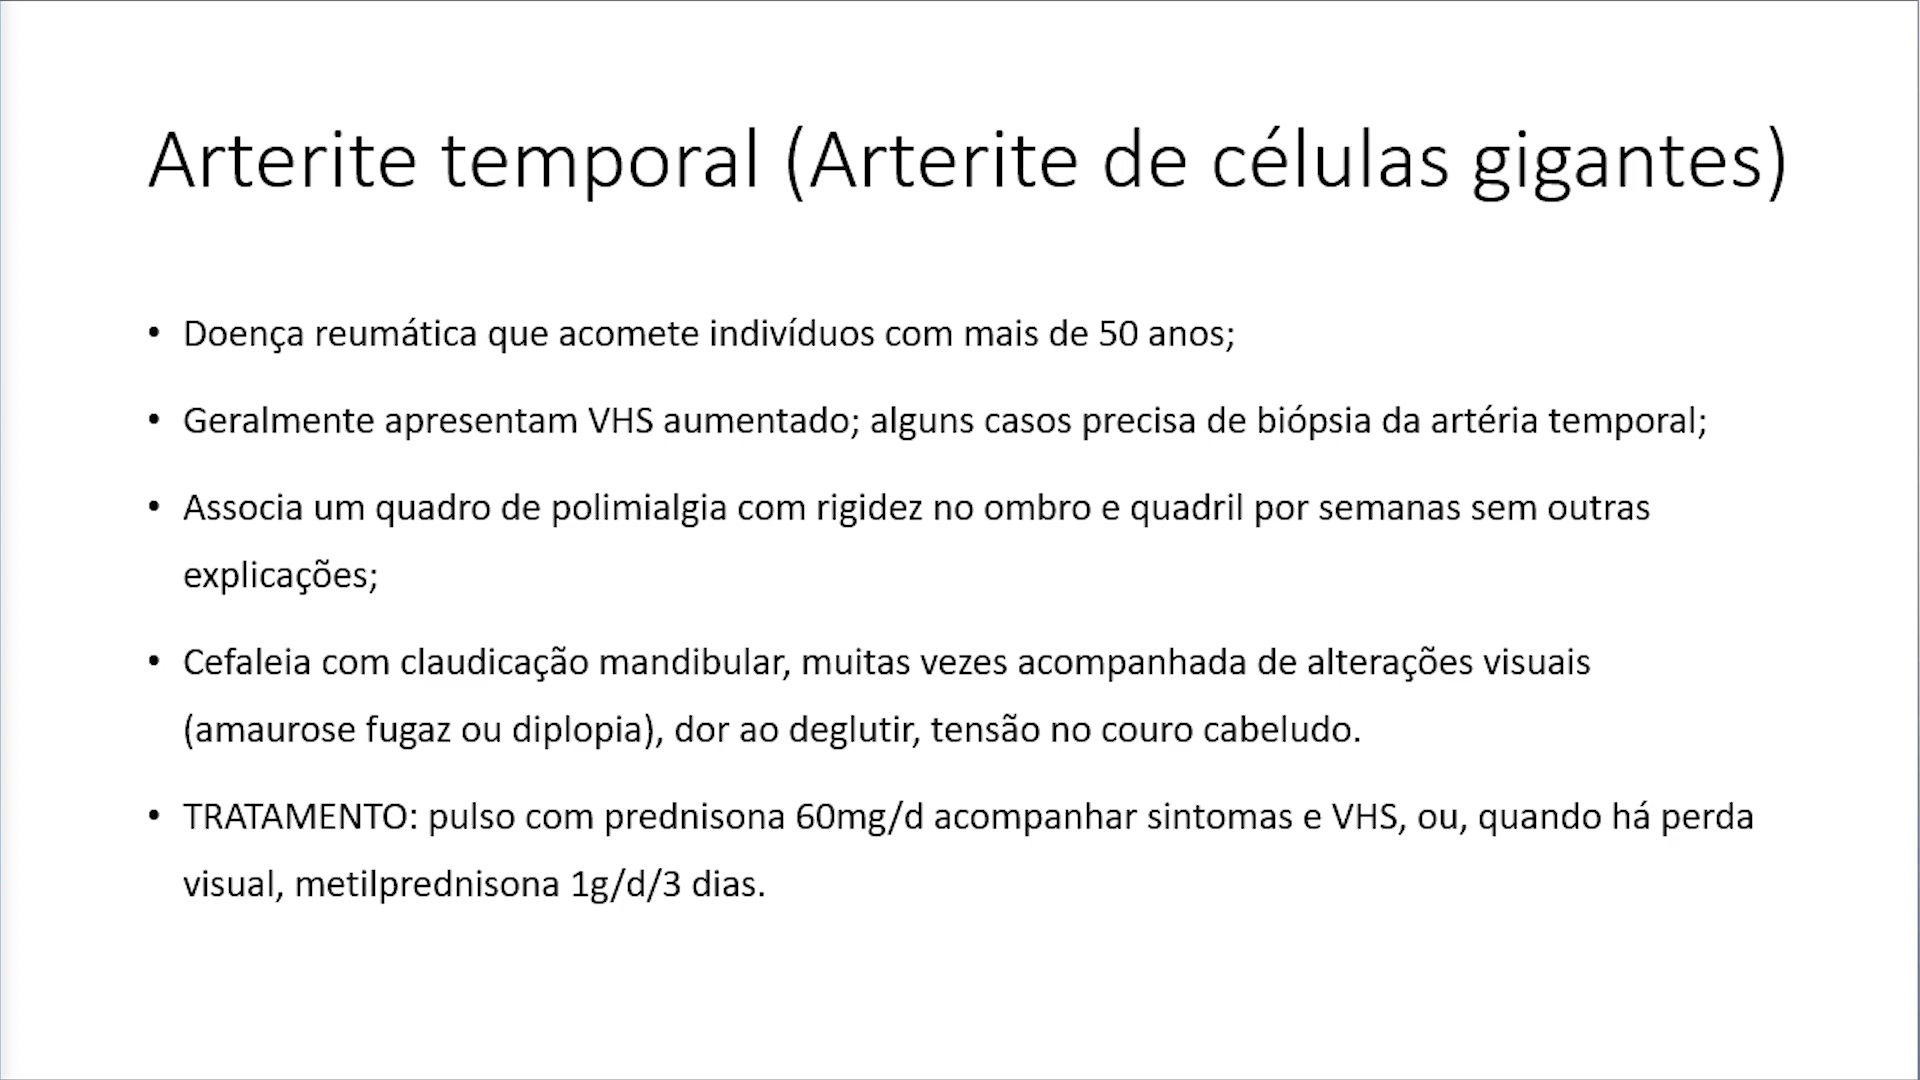 Arterite temporal (Arterite de células gigantes)
• Doença reumática que acomete indivíduos com mais de 50 anos;
• Geralmente apresentam VHS aumentado; alguns casos precisa de biópsia da artéria temporal;
• Associa um quadro de polimialgia com rigidez no ombro e quadril por semanas sem outras
explicações;
• Cefaleia com claudicação mandibular, muitas vezes acompanhada de alterações visuais
(amaurose fugaz ou diplopia), dor ao deglutir, tensão no couro cabeludo.
• TRATAMENTO: pulso com prednisona 60mg/d acompanhar sintomas e VHS, ou, quando há perda
visual, metilprednisona 1g/d/3 dias.